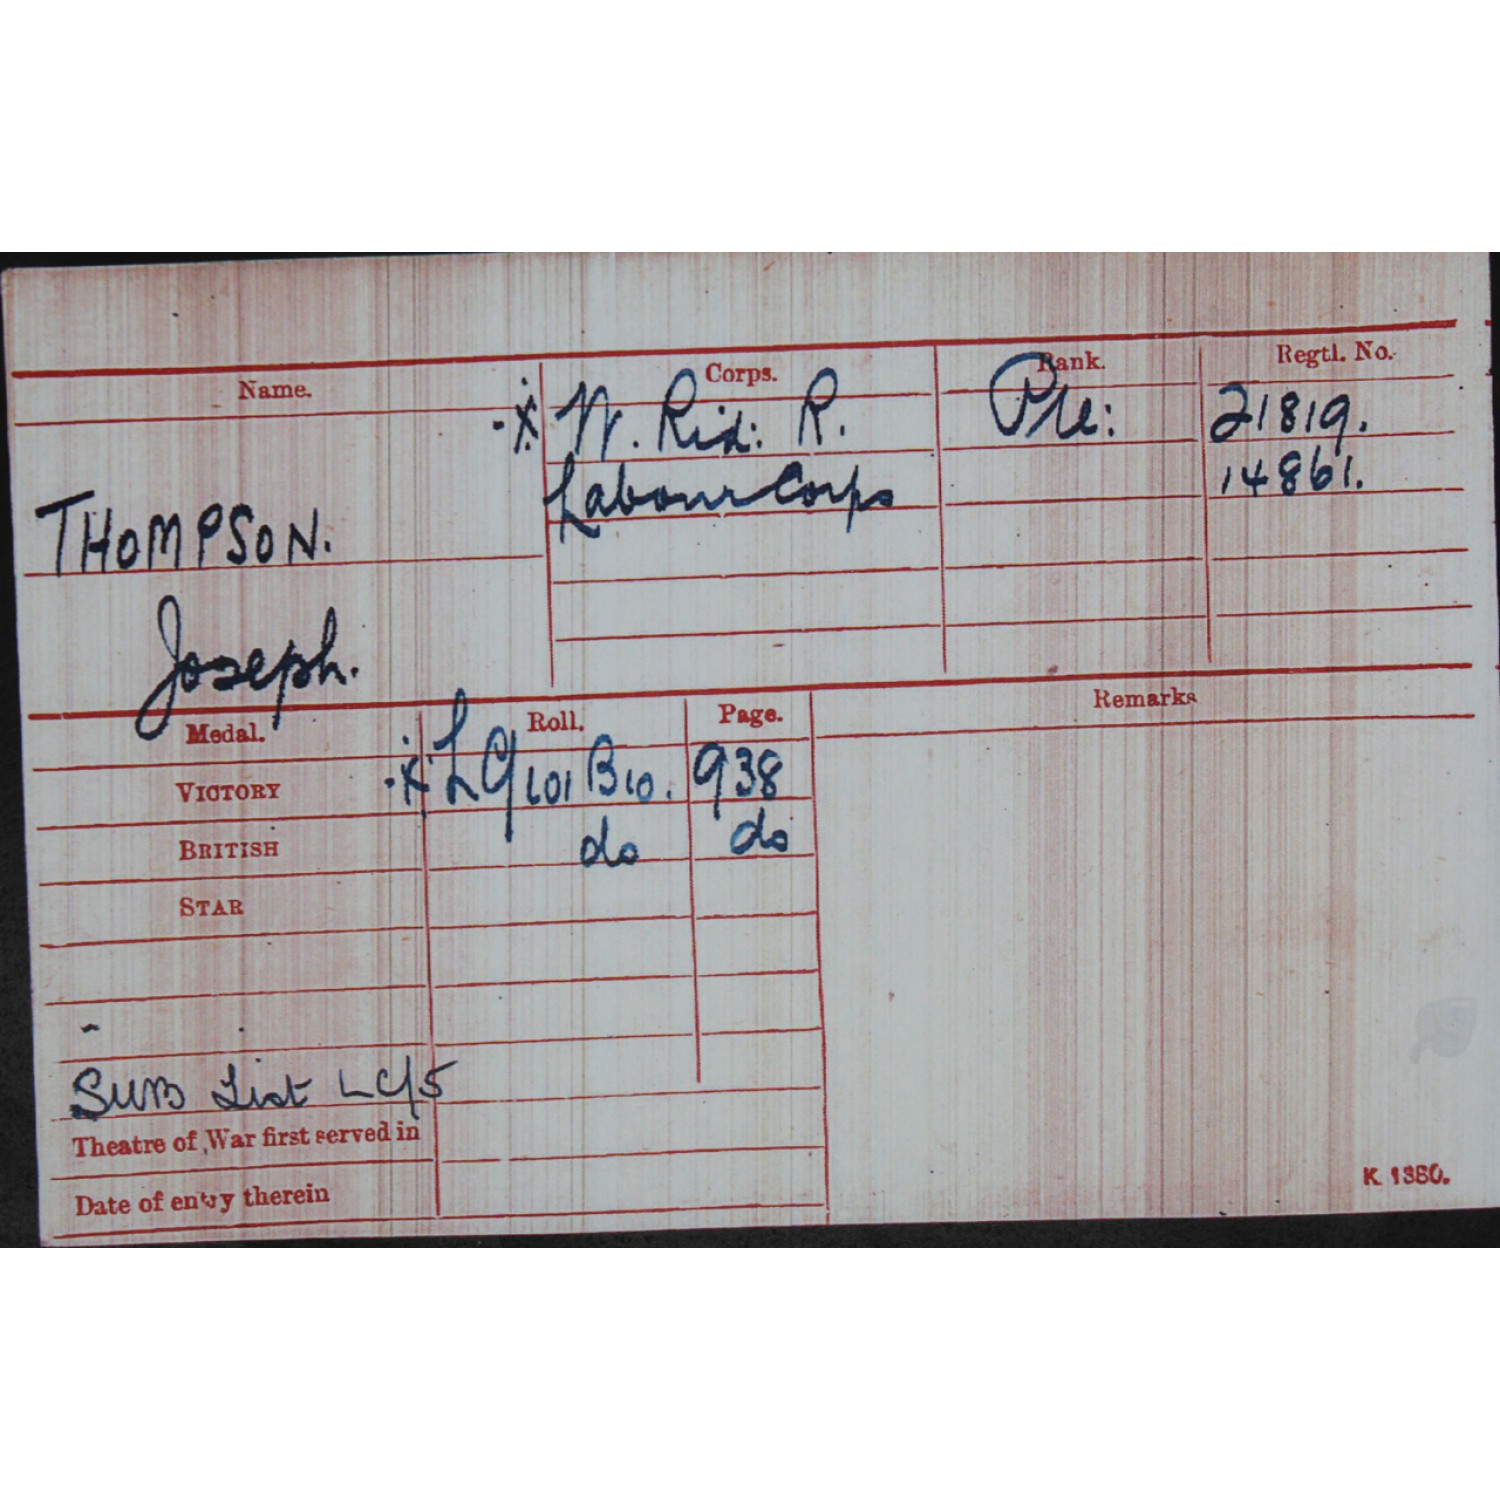 Name. Corps. Rank. Regtl. No.
W. Rid: R. Pte: 21819.
Labour Corps 14861.
THOMPSON.
Joseph.
Medal. Roll. Page. Remarks
VICTORY LC/101 B10. 938
BRITISH do do
STAR
SUB List LC/5
Theatre of War first served in
Date of entry therein
K. 1380.